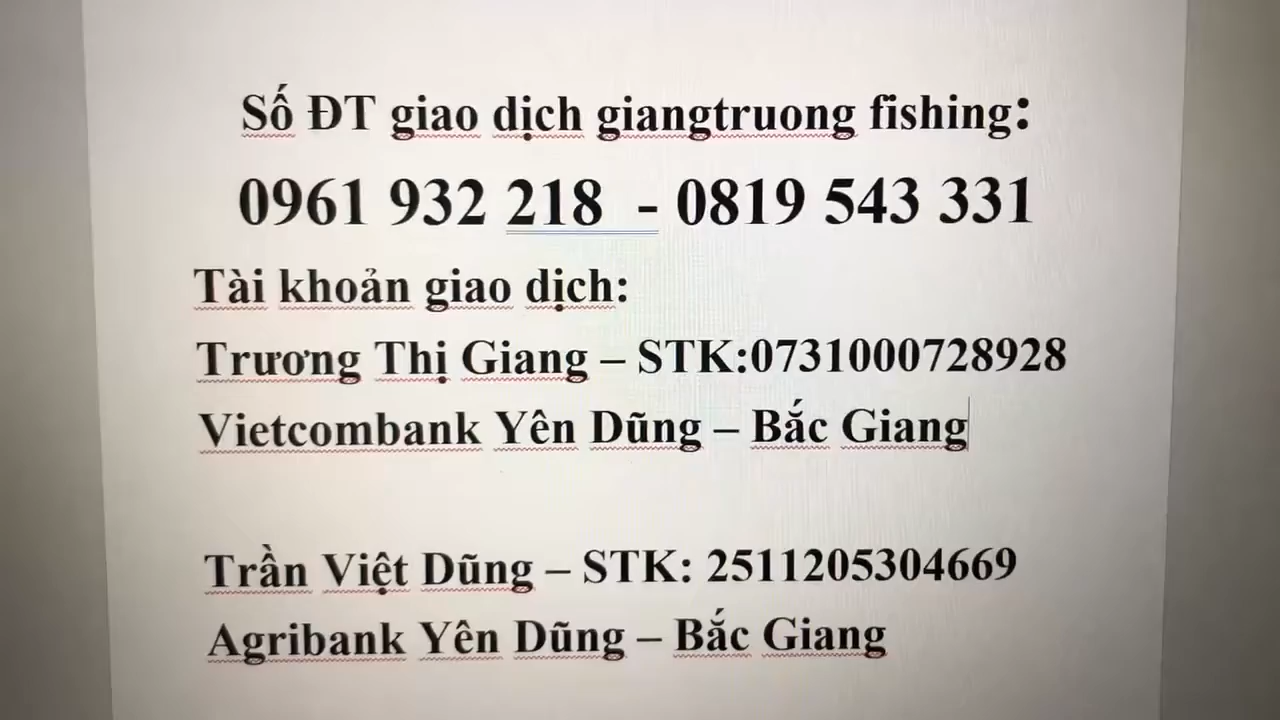 Số ĐT giao dịch giangtruong fishing:
0961 932 218 - 0819 543 331
Tài khoản giao dịch:
Trương Thị Giang – STK:0731000728928
Vietcombank Yên Dũng – Bắc Giang
Trần Việt Dũng – STK: 2511205304669
Agribank Yên Dũng – Bắc Giang